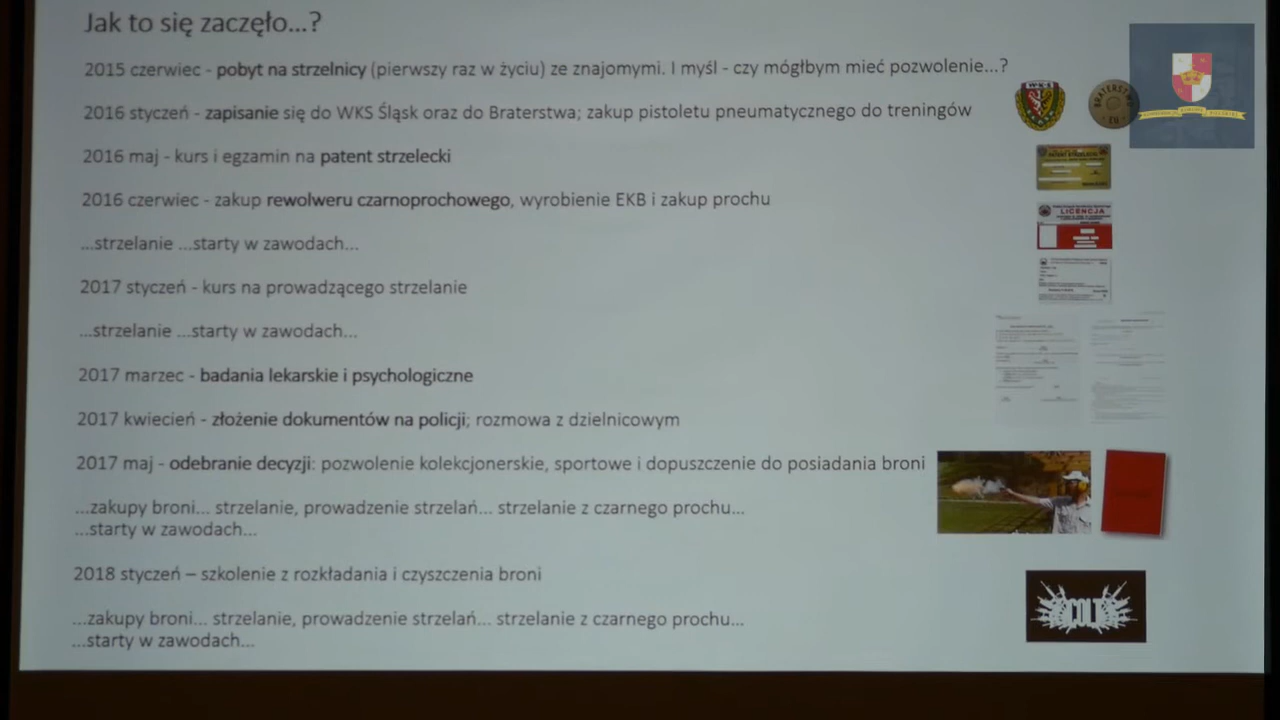 Jak to się zaczęło...?
2015 czerwiec - pobyt na strzelnicy (pierwszy raz w życiu) ze znajomymi. I myśl - czy mógłbym mieć pozwolenie...?
2016 styczeń - zapisanie się do WKS Śląsk oraz do Braterstwa; zakup pistoletu pneumatycznego do treningów
WKS
2016 maj - kurs i egzamin na patent strzelecki
2016 czerwiec - zakup rewolweru czarnoprochowego, wyrobienie EKB i zakup prochu
LICENCJA
...strzelanie ...starty w zawodach...
2017 styczeń - kurs na prowadzącego strzelanie
...strzelanie ...starty w zawodach...
2017 marzec - badania lekarskie i psychologiczne
2017 kwiecień - złożenie dokumentów na policji; rozmowa z dzielnicowym
2017 maj - odebranie decyzji: pozwolenie kolekcjonerskie, sportowe i dopuszczenie do posiadania broni
...zakupy broni... strzelanie, prowadzenie strzelań... strzelanie z czarnego prochu...
...starty w zawodach...
2018 styczeń – szkolenie z rozkładania i czyszczenia broni
COLT
...zakupy broni... strzelanie, prowadzenie strzelań... strzelanie z czarnego prochu...
...starty w zawodach...